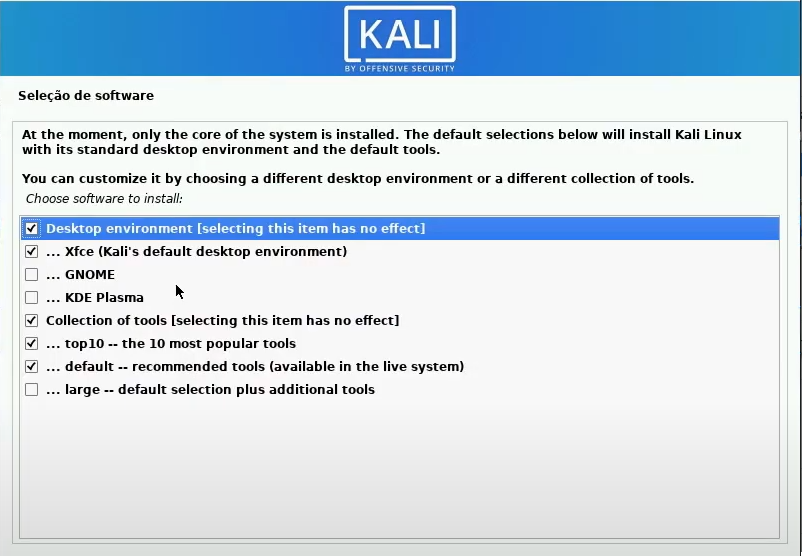 KALI
BY OFFENSIVE SECURITY
Seleção de software
At the moment, only the core of the system is installed. The default selections below will install Kali Linux
with its standard desktop environment and the default tools.
You can customize it by choosing a different desktop environment or a different collection of tools.
Choose software to install:
Desktop environment [selecting this item has no effect]
... Xfce (Kali's default desktop environment)
... GNOME
... KDE Plasma
Collection of tools [selecting this item has no effect]
... top10 -- the 10 most popular tools
... default -- recommended tools (available in the live system)
... large -- default selection plus additional tools